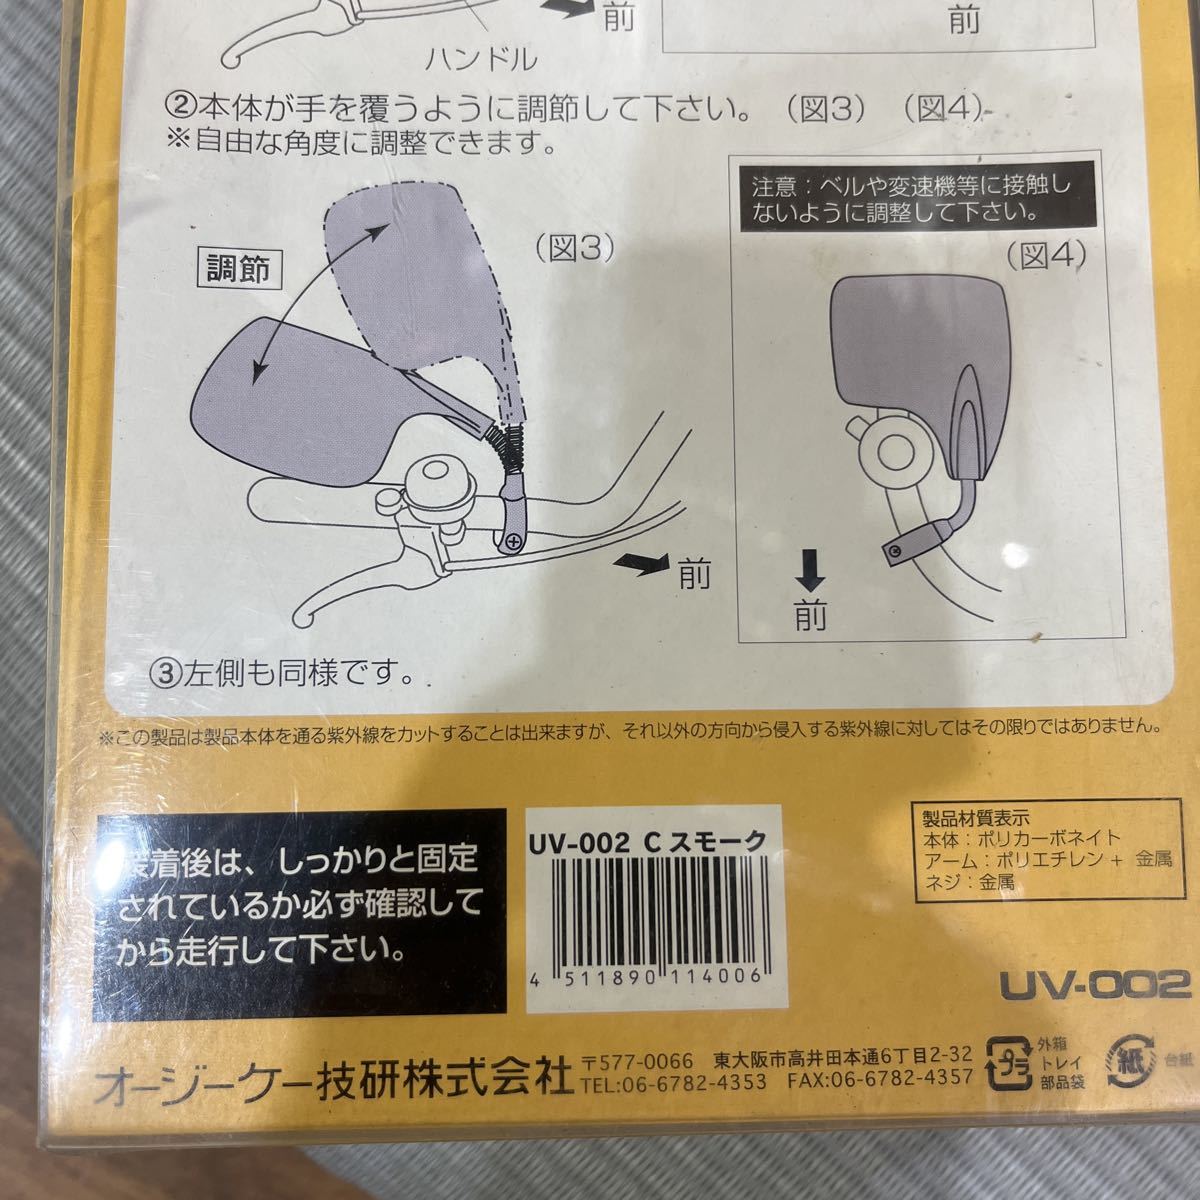 前
前
ハンドル
②本体が手を覆うように調節して下さい。（図3）（図4）
※自由な角度に調整できます。
注意：ベルや変速機等に接触し
ないように調整して下さい。
（図3）
（図4）
調節
前
前
③左側も同様です。
※この製品は製品本体を通る紫外線をカットすることは出来ますが、それ以外の方向から侵入する紫外線に対してはその限りではありません。
装着後は、しっかりと固定
されているか必ず確認して
から走行して下さい。
UV-002 C スモーク
4 511890 114006
製品材質表示
本体：ポリカーボネイト
アーム：ポリエチレン + 金属
ネジ：金属
UV-002
オージーケー技研株式会社
〒577-0066 東大阪市高井田本通6丁目2-32
TEL:06-6782-4353 FAX:06-6782-4357
プラ
外箱
トレイ
部品袋
紙
台紙